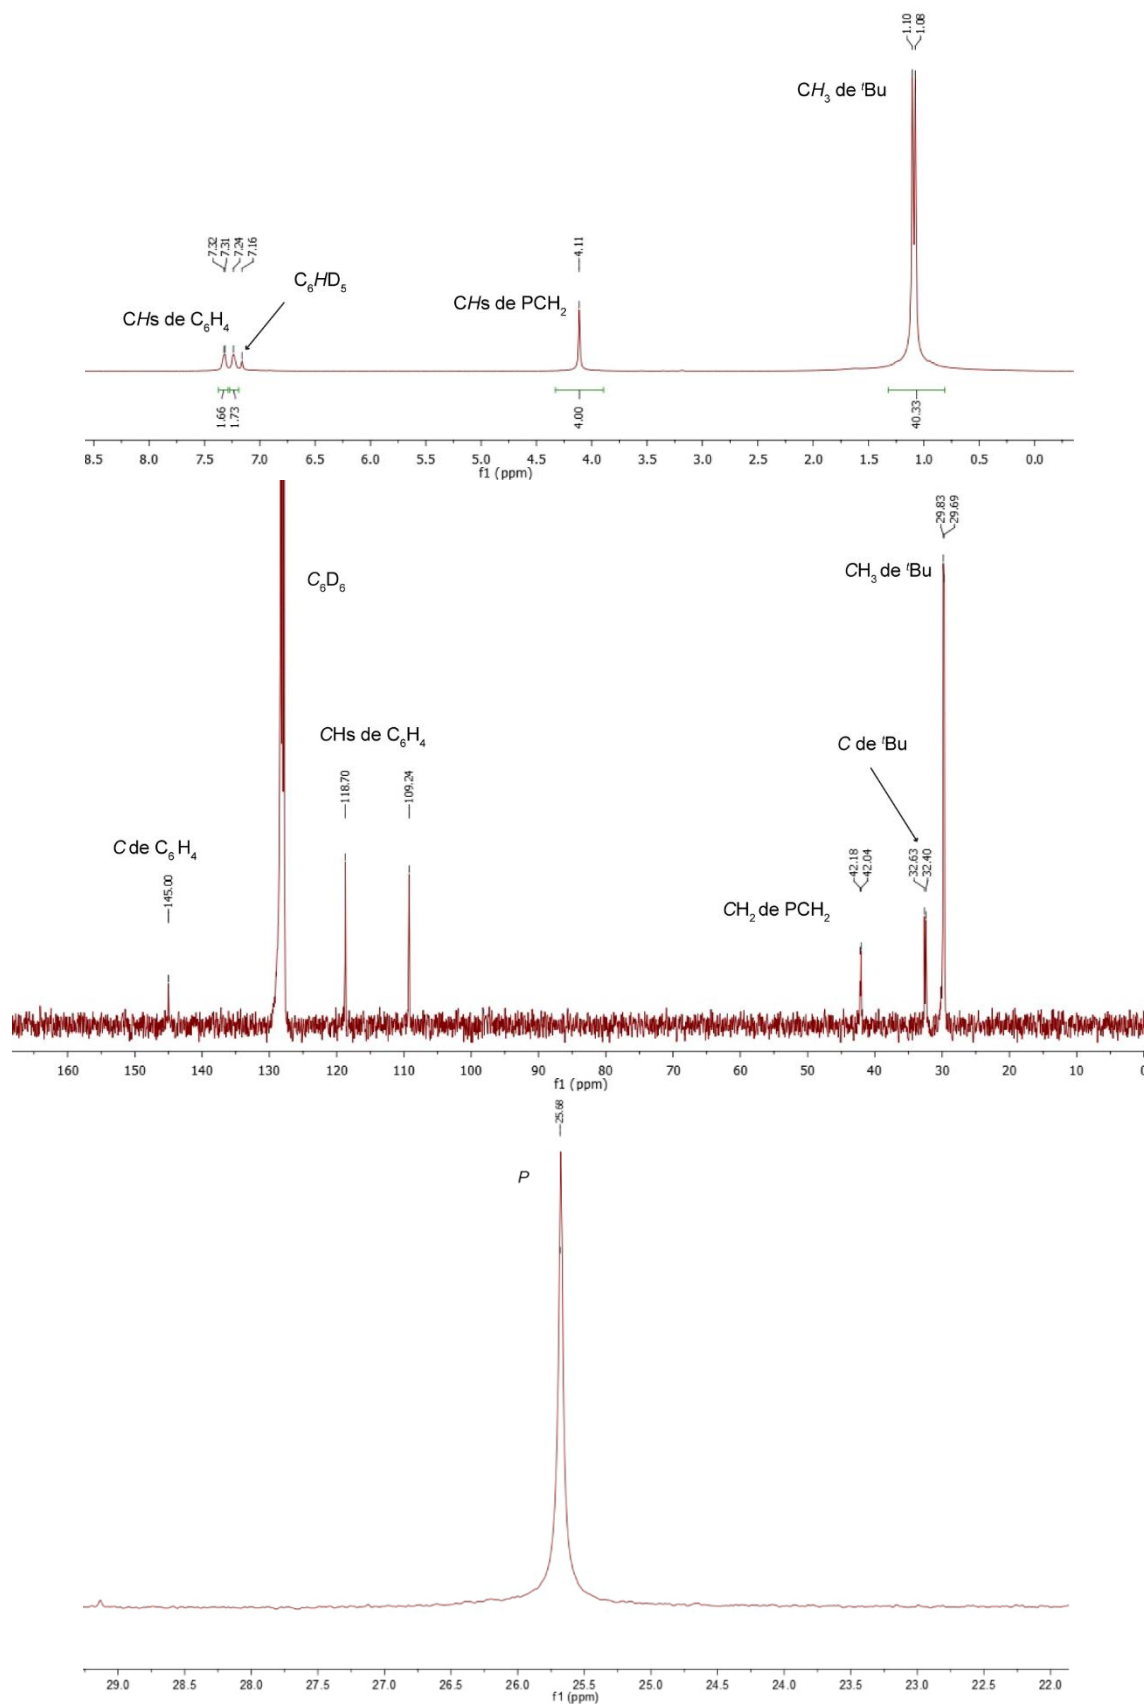 1.10
1.08
CH3 de tBu
7.32
7.31
7.24
7.16
4.11
C6HD5
CHs de C6H4
CHs de PCH2
1.66
1.73
4.00
40.33
8.5 8.0 7.5 7.0 6.5 6.0 5.5 5.0 4.5 4.0 3.5 3.0 2.5 2.0 1.5 1.0 0.5 0.0
f1 (ppm)
29.83
29.69
C6D6
CH3 de tBu
CHs de C6H4
C de tBu
118.70
109.24
C de C6H4
145.00
42.18
42.04
32.63
32.40
CH2 de PCH2
160 150 140 130 120 110 100 90 80 70 60 50 40 30 20 10 0
f1 (ppm)
25.68
P
29.0 28.5 28.0 27.5 27.0 26.5 26.0 25.5 25.0 24.5 24.0 23.5 23.0 22.5 22.0
f1 (ppm)